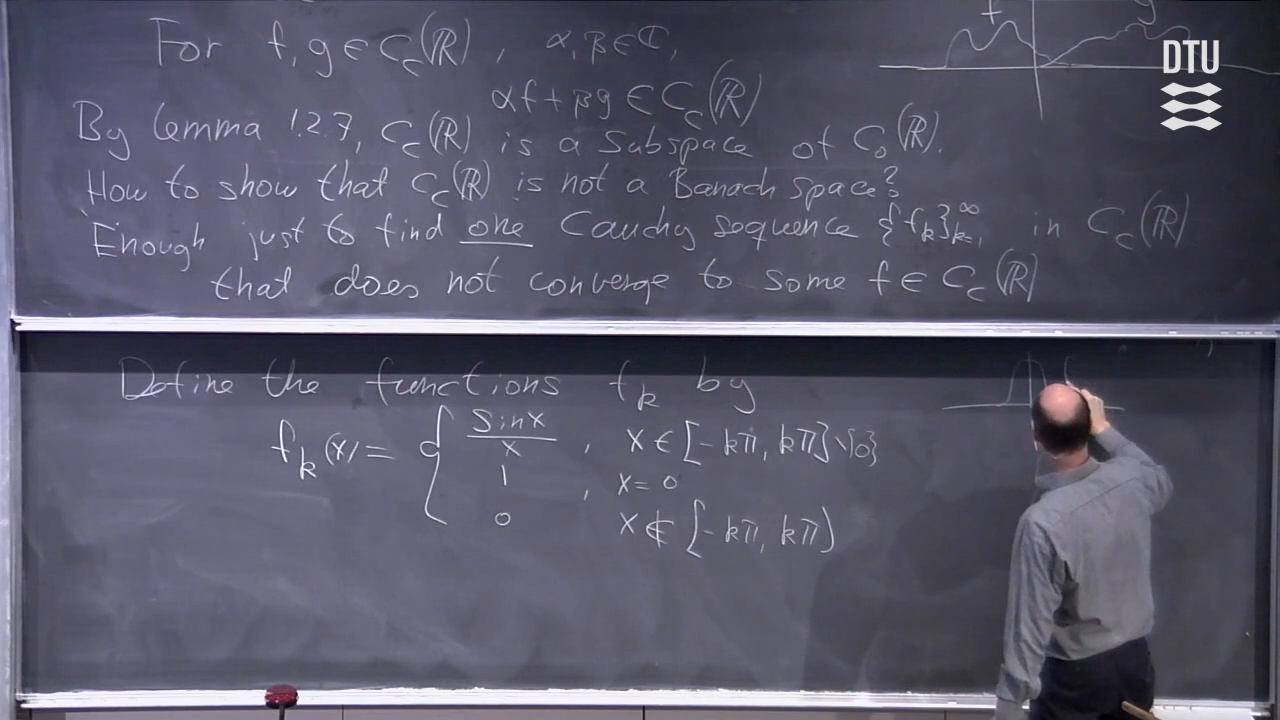 For f, g ∈ C_c(ℝ), α, β ∈ ℂ,
αf + βg ∈ C_c(ℝ)
By Lemma 1.2.7, C_c(ℝ) is a Subspace of C_0(ℝ).
How to show that C_c(ℝ) is not a Banach space?
Enough just to find one Cauchy sequence {f_k}_{k=1}^∞ in C_c(ℝ)
that does not converge to some f ∈ C_c(ℝ)
f
g
DTU
Define the functions f_k by
f_k(x) = { sin x / x , x ∈ [-kπ, kπ] \ {0}
1 , x = 0
0 x ∉ [-kπ, kπ]